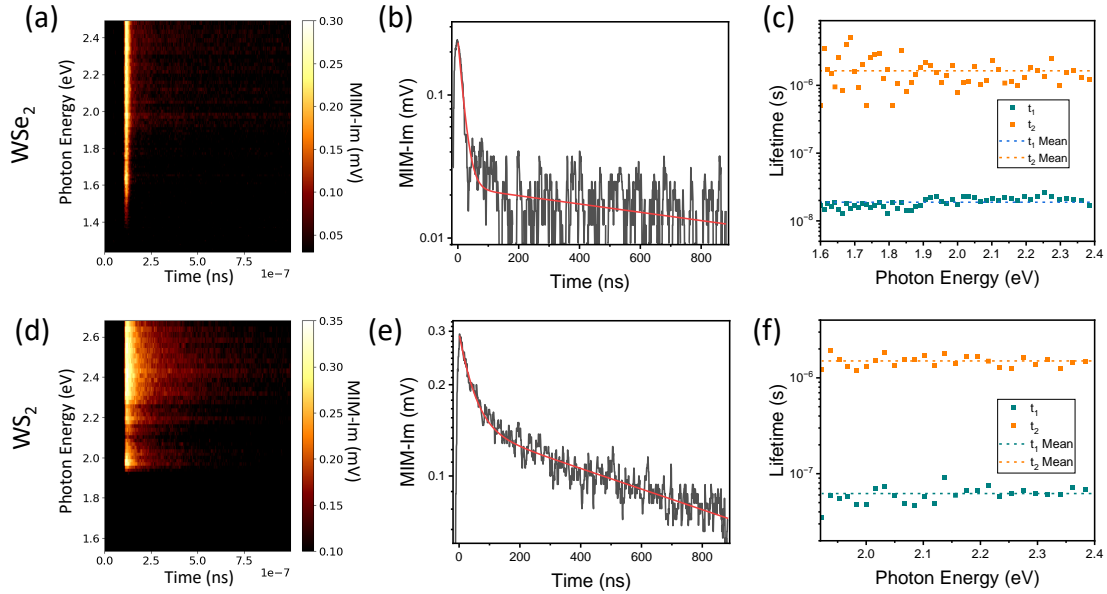 (a)
WSe2
Photon Energy (eV)
2.4
2.2
2.0
1.8
1.6
1.4
0.0
2.5
5.0
7.5
1e−7
Time (ns)
0.30
0.25
0.20
0.15
0.10
0.05
MIM-Im (mV)
(b)
MIM-Im (mV)
0.1
0.01
0
200
400
600
800
Time (ns)
(c)
Lifetime (s)
10-6
10-7
10-8
t1
t2
t1 Mean
t2 Mean
1.6
1.7
1.8
1.9
2.0
2.1
2.2
2.3
2.4
Photon Energy (eV)
(d)
WS2
Photon Energy (eV)
2.6
2.4
2.2
2.0
1.8
1.6
0.0
2.5
5.0
7.5
1e−7
Time (ns)
0.35
0.30
0.25
0.20
0.15
0.10
MIM-Im (mV)
(e)
MIM-Im (mV)
0.3
0.2
0.1
0
200
400
600
800
Time (ns)
(f)
Lifetime (s)
10-6
10-7
t1
t2
t1 Mean
t2 Mean
2.0
2.1
2.2
2.3
2.4
Photon Energy (eV)